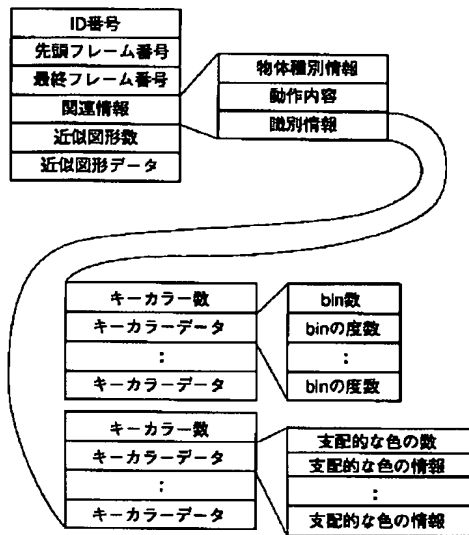 ID番号
先頭フレーム番号
最終フレーム番号
関連情報
近似図形数
近似図形データ
物体種別情報
動作内容
識別情報
キーカラー数
キーカラーデータ
:
キーカラーデータ
bin数
binの度数
:
binの度数
キーカラー数
キーカラーデータ
:
キーカラーデータ
支配的な色の数
支配的な色の情報
:
支配的な色の情報